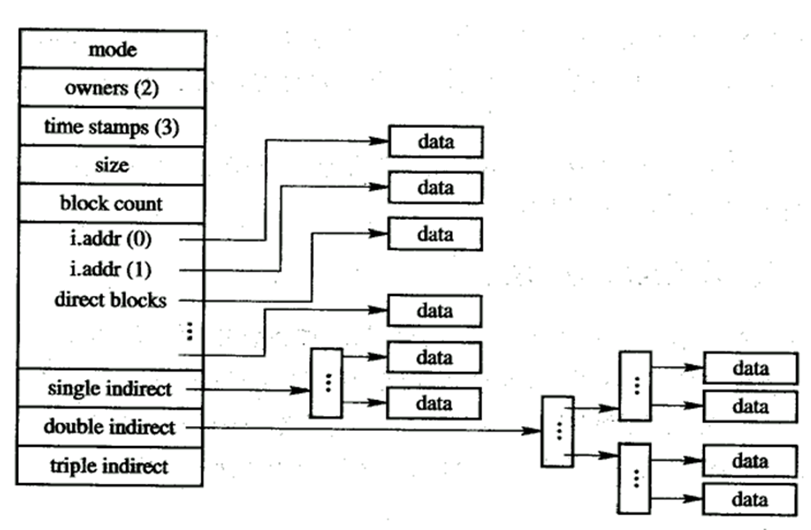 mode
owners (2)
time stamps (3)
size
block count
i.addr (0)
i.addr (1)
direct blocks
⋮
single indirect
double indirect
triple indirect
data
data
data
data
data
data
⋮
⋮
⋮
data
data
⋮
data
data